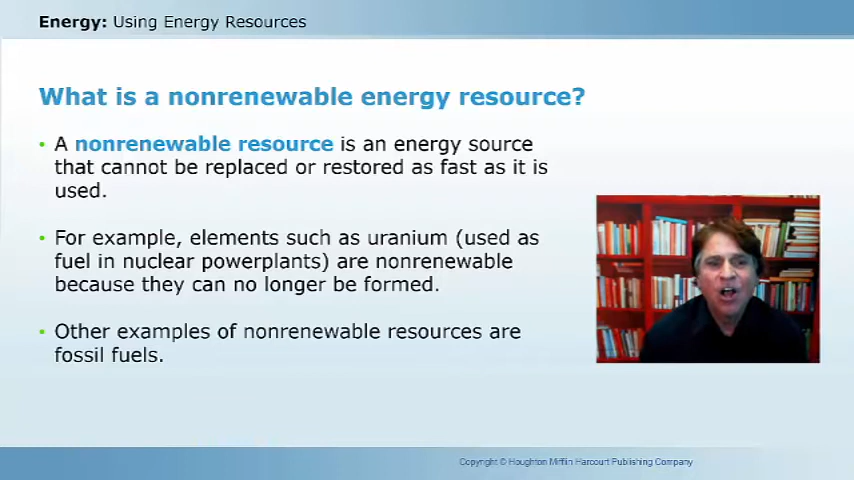 Energy: Using Energy Resources
What is a nonrenewable energy resource?
• A nonrenewable resource is an energy source
that cannot be replaced or restored as fast as it is
used.
• For example, elements such as uranium (used as
fuel in nuclear powerplants) are nonrenewable
because they can no longer be formed.
• Other examples of nonrenewable resources are
fossil fuels.
Copyright © Houghton Mifflin Harcourt Publishing Company